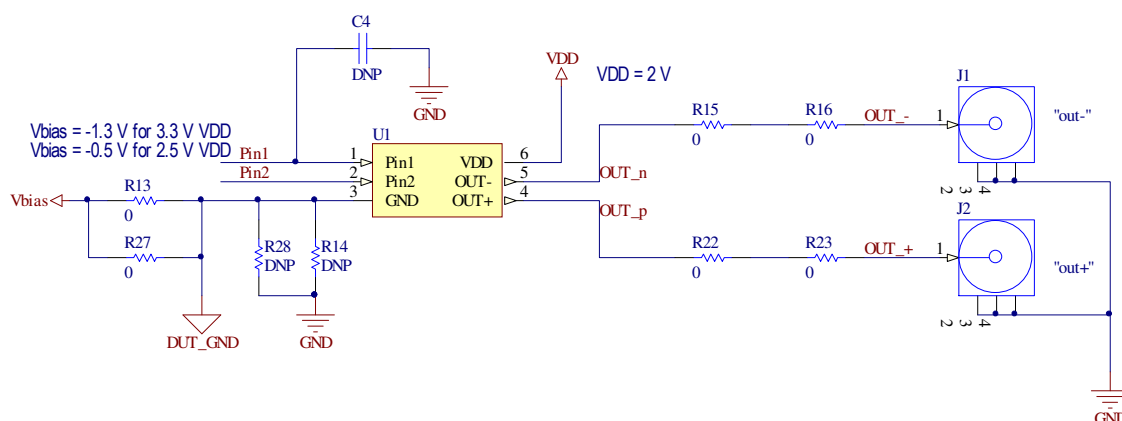 C4
DNP
GND
VDD
VDD = 2 V
Vbias = -1.3 V for 3.3 V VDD
Vbias = -0.5 V for 2.5 V VDD
U1
Pin1
1
Pin1
VDD
6
Pin2
2
Pin2
OUT-
5
OUT_n
3
GND
OUT+
4
OUT_p
Vbias
R13
0
R27
0
R28
DNP
R14
DNP
DUT_GND
GND
R15
0
R16
0
OUT_-
1
J1
"out-"
2
3
4
R22
0
R23
0
OUT_+
1
J2
"out+"
2
3
4
GND